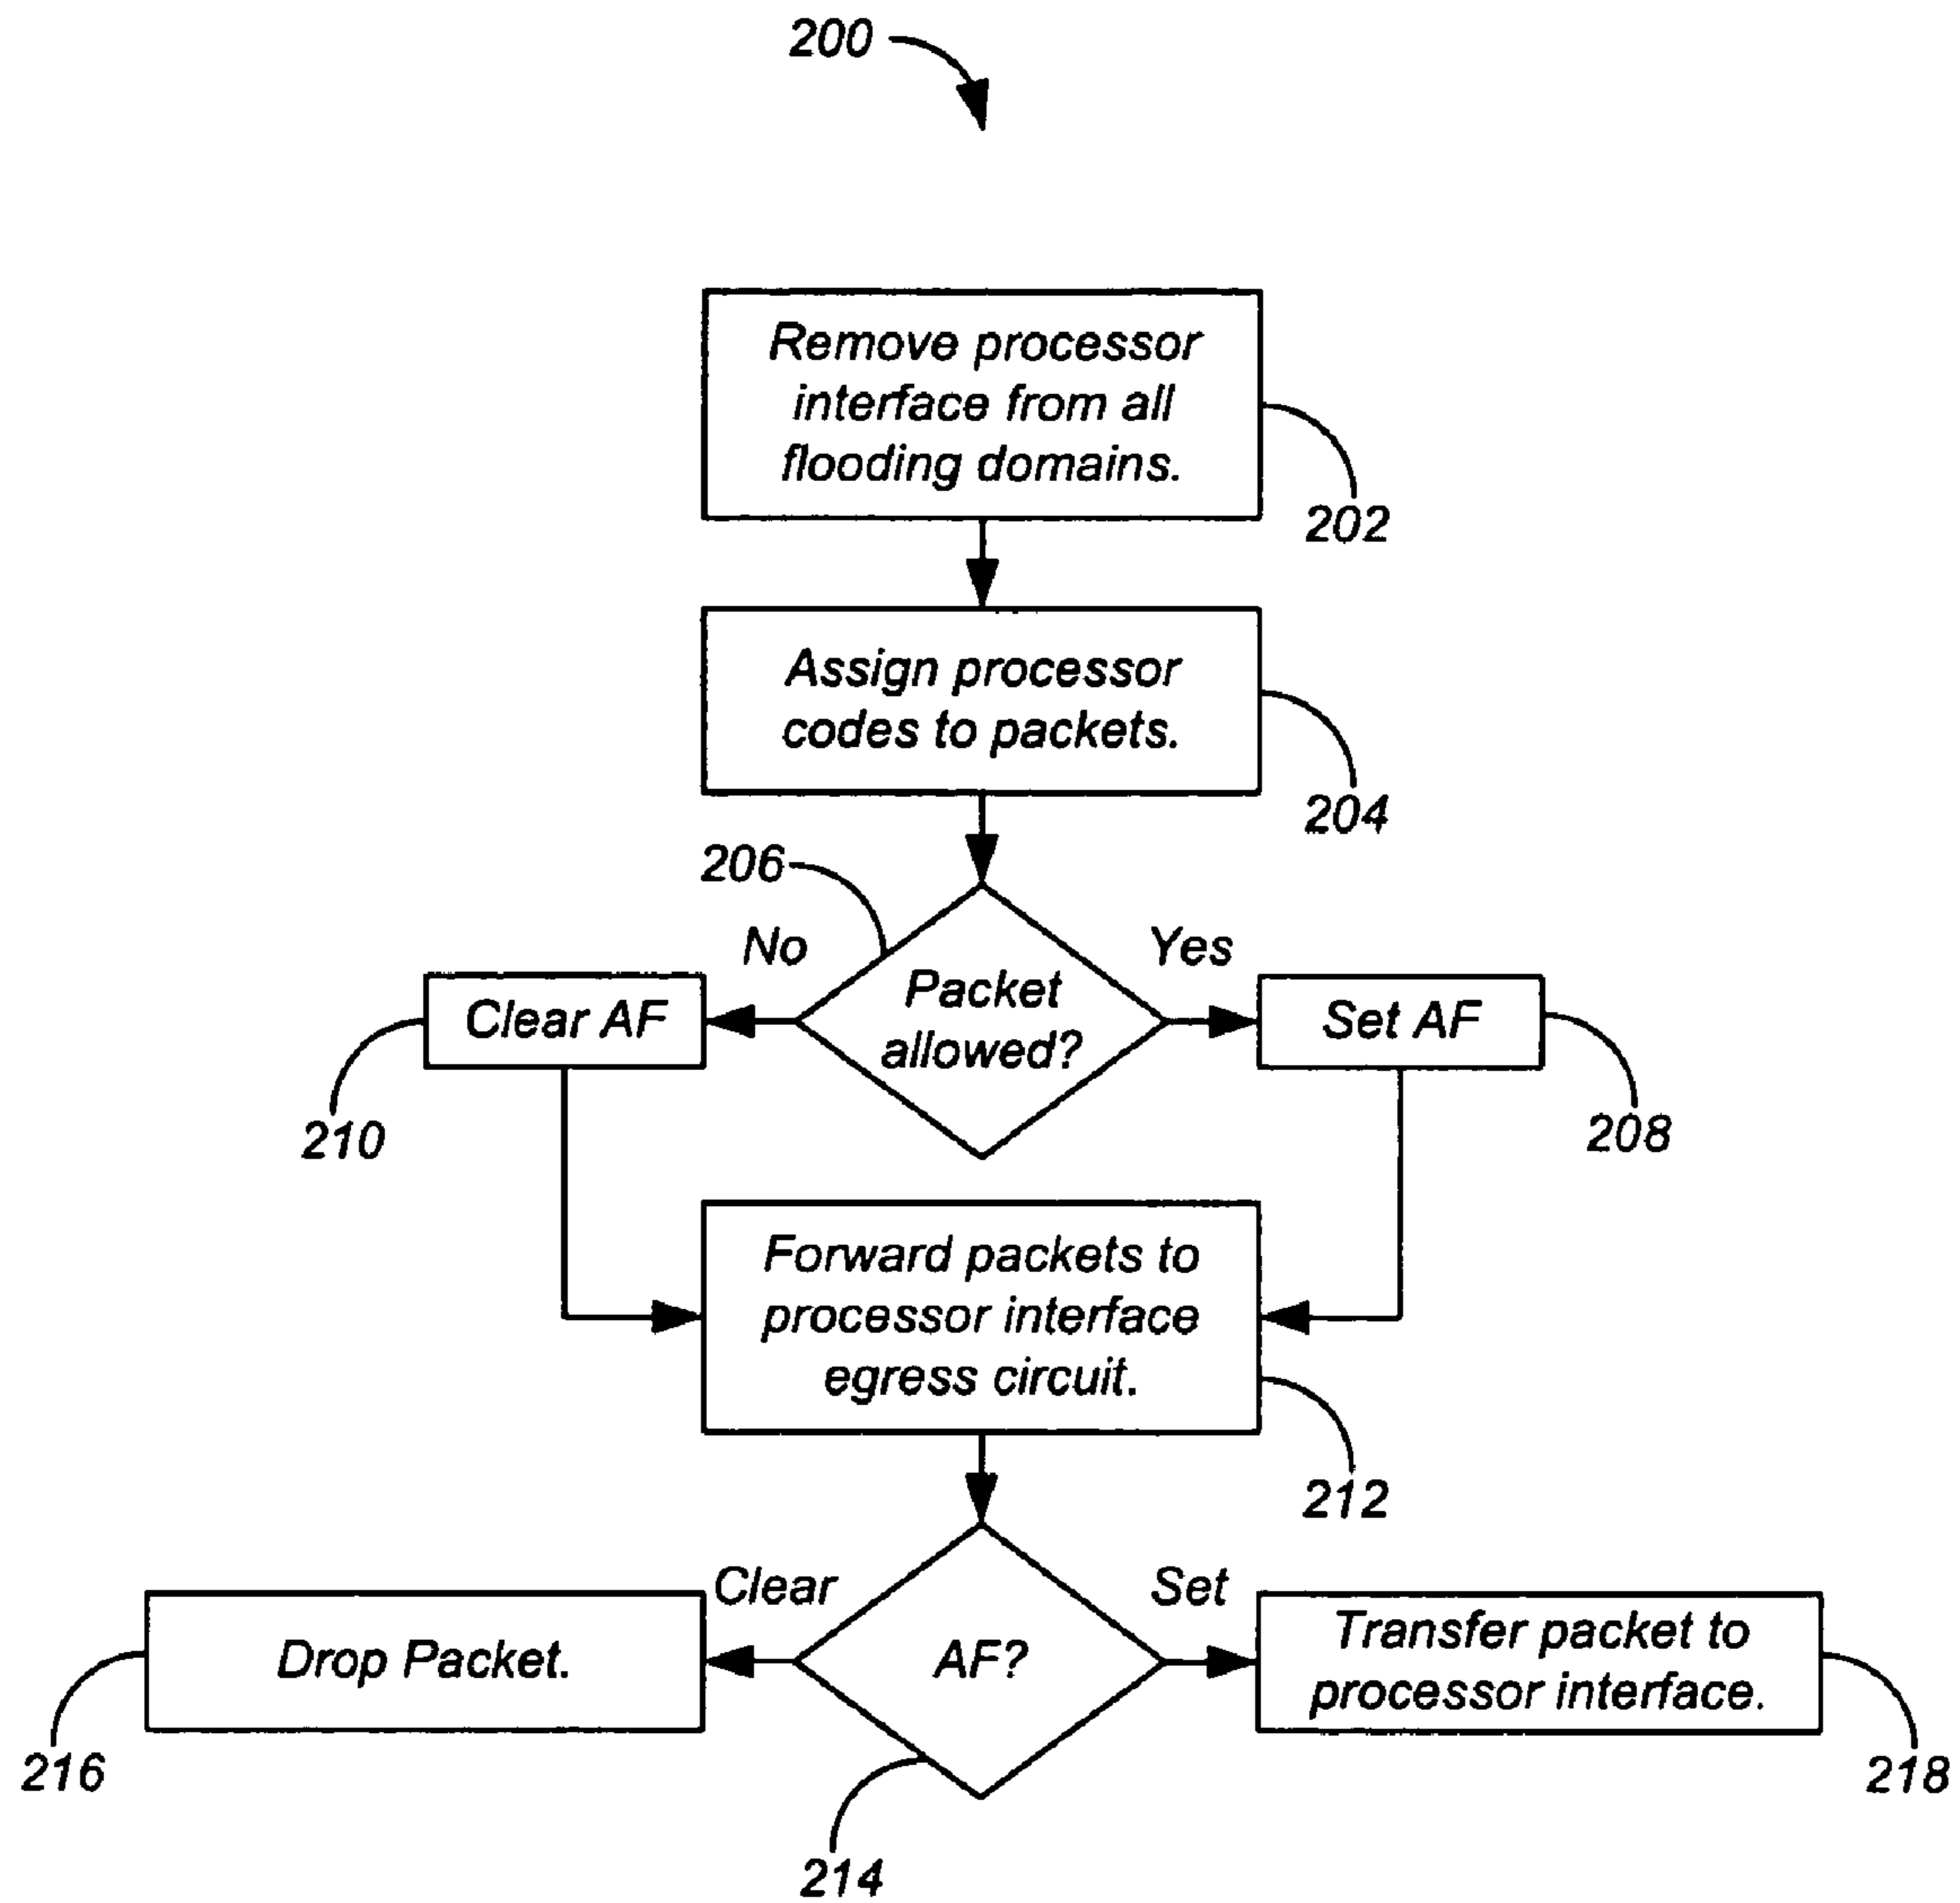 200
Remove processor
interface from all
flooding domains.
202
Assign processor
codes to packets.
204
206
No
Yes
Clear AF
Packet
allowed?
Set AF
210
208
Forward packets to
processor interface
egress circuit.
212
Clear
Set
Drop Packet.
AF?
Transfer packet to
processor interface.
216
218
214